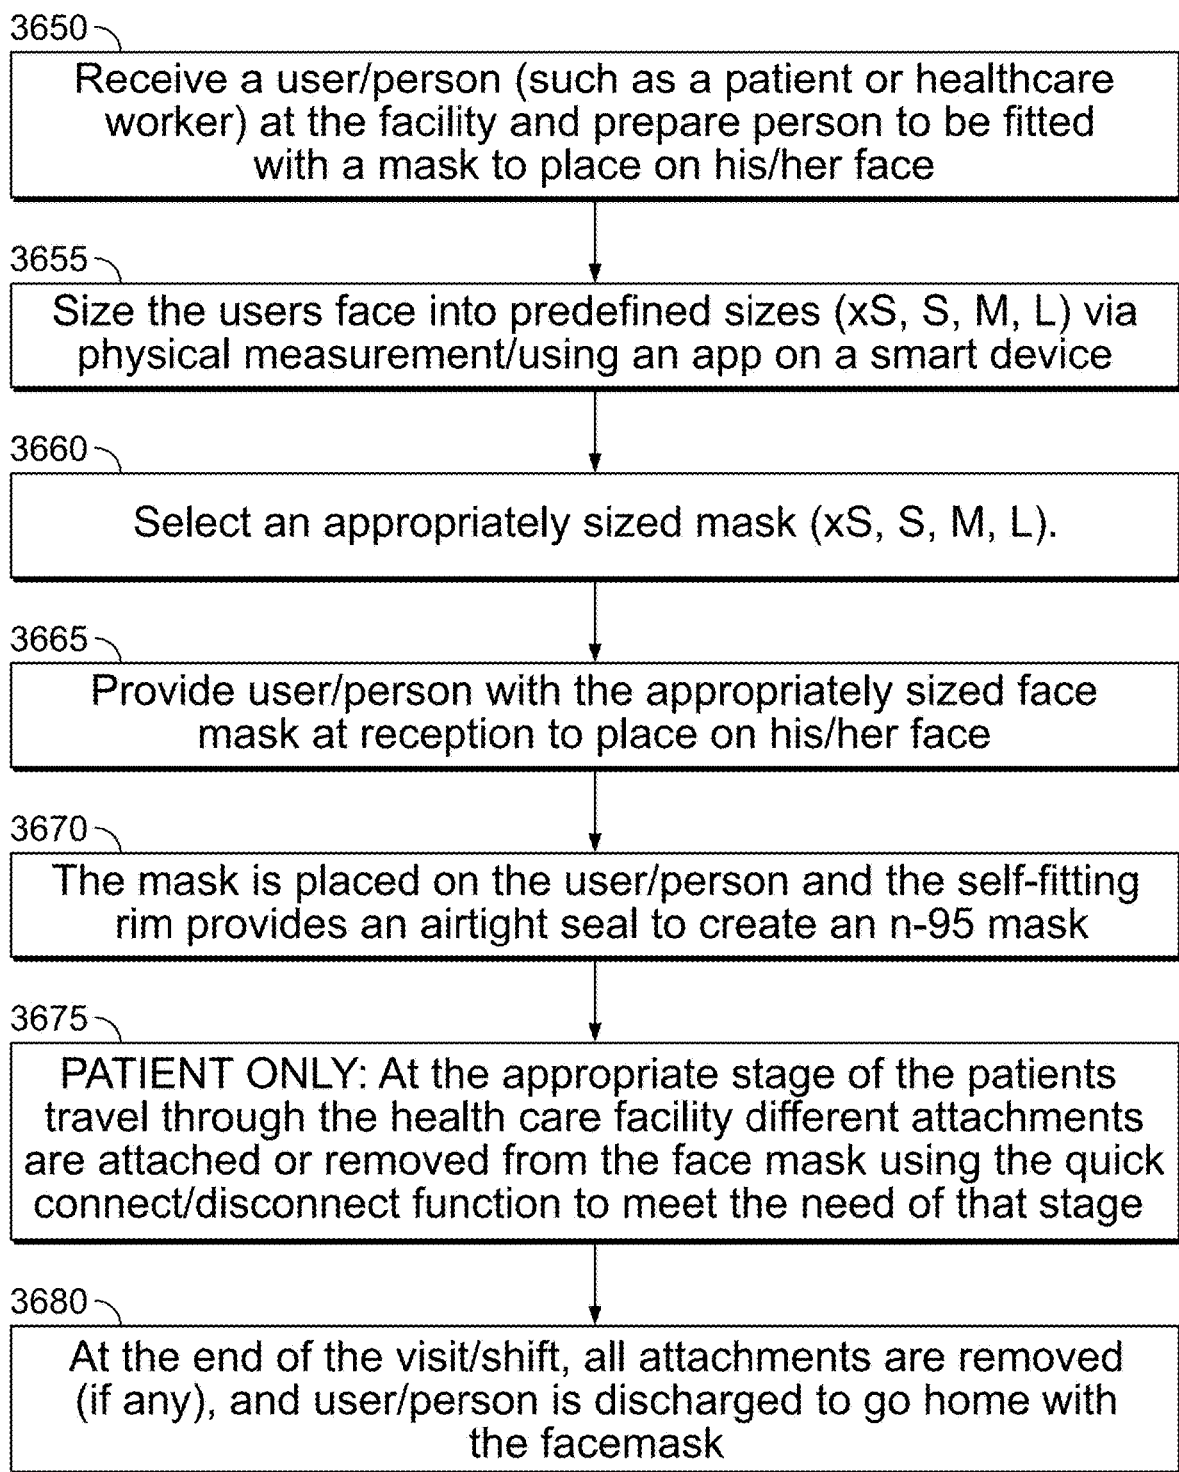 3650
Receive a user/person (such as a patient or healthcare
worker) at the facility and prepare person to be fitted
with a mask to place on his/her face
3655
Size the users face into predefined sizes (xS, S, M, L) via
physical measurement/using an app on a smart device
3660
Select an appropriately sized mask (xS, S, M, L).
3665
Provide user/person with the appropriately sized face
mask at reception to place on his/her face
3670
The mask is placed on the user/person and the self-fitting
rim provides an airtight seal to create an n-95 mask
3675
PATIENT ONLY: At the appropriate stage of the patients
travel through the health care facility different attachments
are attached or removed from the face mask using the quick
connect/disconnect function to meet the need of that stage
3680
At the end of the visit/shift, all attachments are removed
(if any), and user/person is discharged to go home with
the facemask